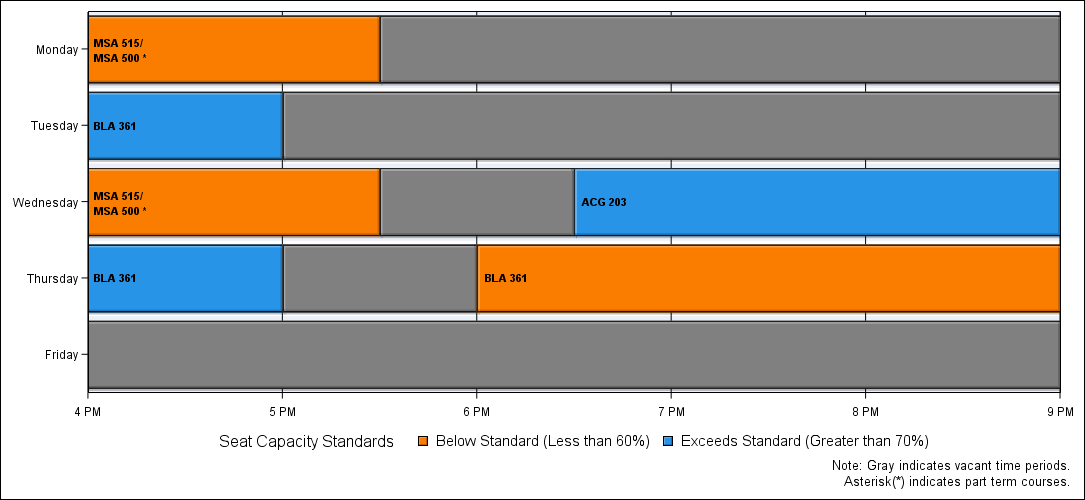 Monday
MSA 515/
MSA 500 *
Tuesday
BLA 361
Wednesday
MSA 515/
MSA 500 *
ACG 203
Thursday
BLA 361
BLA 361
Friday
4 PM
5 PM
6 PM
7 PM
8 PM
9 PM
Seat Capacity Standards
Below Standard (Less than 60%)
Exceeds Standard (Greater than 70%)
Note: Gray indicates vacant time periods.
Asterisk(*) indicates part term courses.